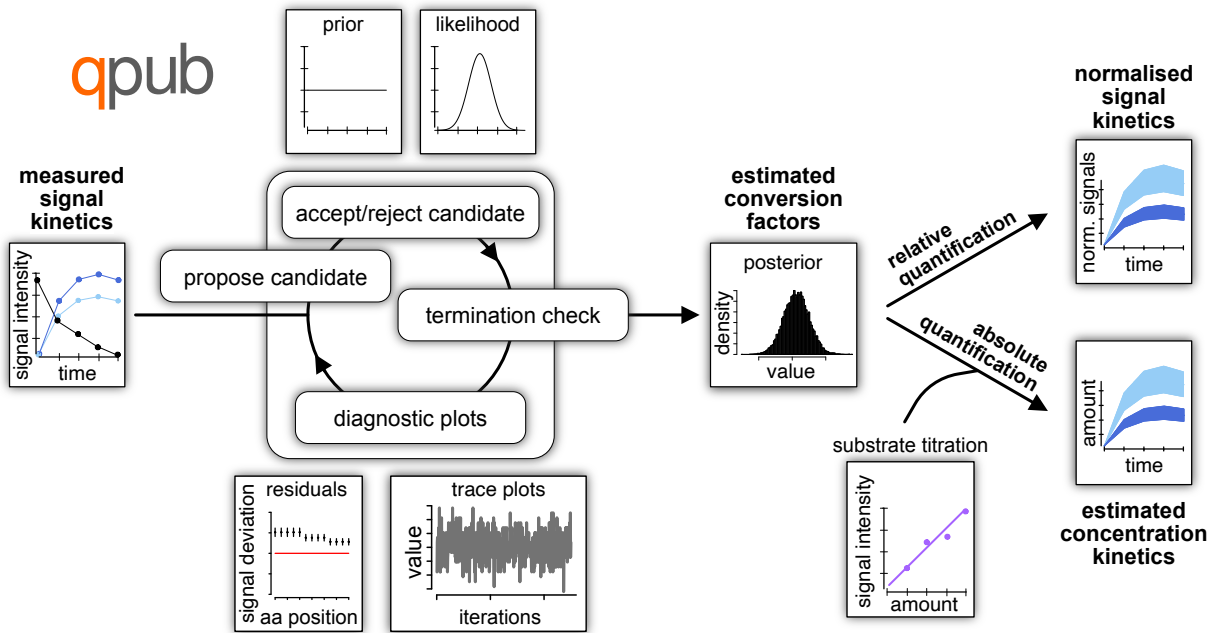 qpub
prior
likelihood
measured
signal
kinetics
signal intensity
time
accept/reject candidate
propose candidate
termination check
diagnostic plots
residuals
signal deviation
aa position
trace plots
value
iterations
estimated
conversion
factors
posterior
density
value
relative
quantification
absolute
quantification
substrate titration
signal intensity
amount
normalised
signal
kinetics
norm. signals
time
amount
time
estimated
concentration
kinetics